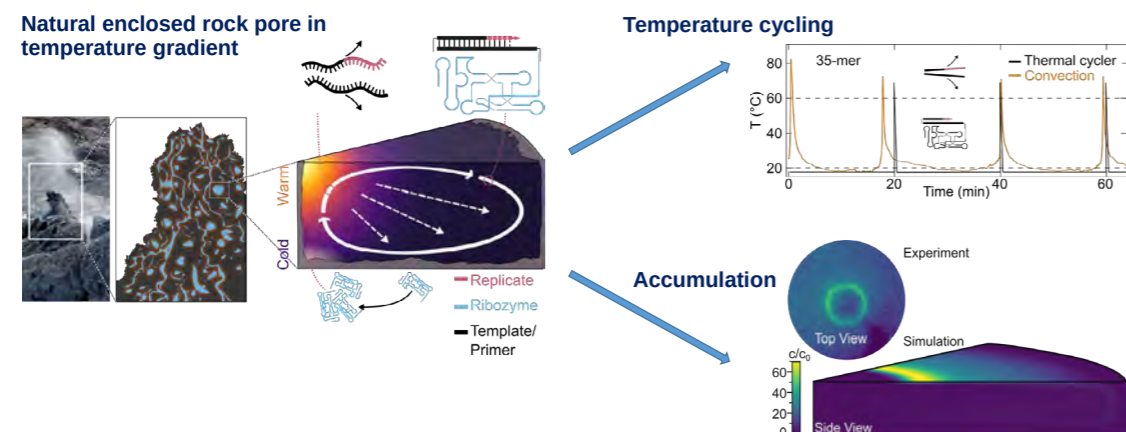 Natural enclosed rock pore in
temperature gradient
Warm
Cold
Replicate
Ribozyme
Template/
Primer
Temperature cycling
35-mer
Thermal cycler
Convection
T (°C)
80
60
40
20
0
20
40
60
Time (min)
Accumulation
Experiment
Top View
Simulation
c/c₀
60
40
20
0
Side View